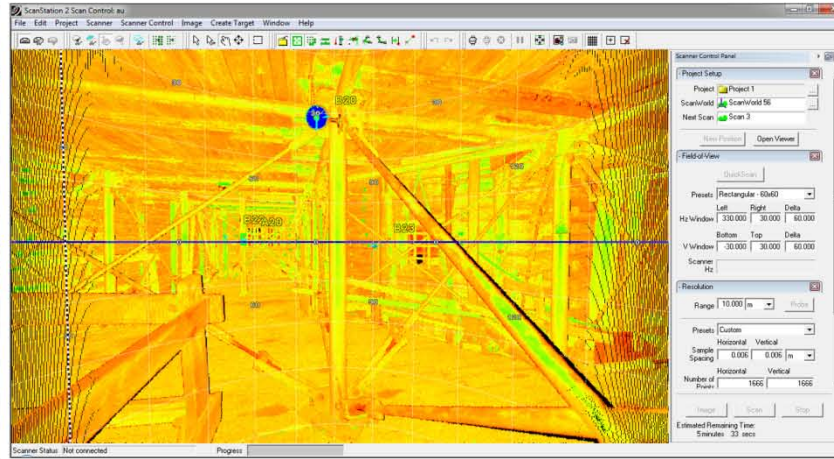 ScanStation 2 Scan Control: au
File Edit Project Scanner Scanner Control Image Create Target Window Help
B20
B23
Scanner Control Panel
Project Setup
Project Project 1 ...
ScanWorld ScanWorld 56 ...
Next Scan Scan 3
New Position Open Viewer
Field-of-View
QuickScan
Presets Rectangular - 60x60
Left Right Delta
Hz Window 330.000 30.000 60.000
Bottom Top Delta
V Window -30.000 30.000 60.000
Scanner Hz
Resolution
Range 10.000 m Probe
Presets Custom
Horizontal Vertical
Sample Spacing 0.006 0.006 m
Horizontal Vertical
Number of Points 1666 1666
Image Scan Stop
Estimated Remaining Time:
5minutes 33 secs
Scanner Status Not connected Progress